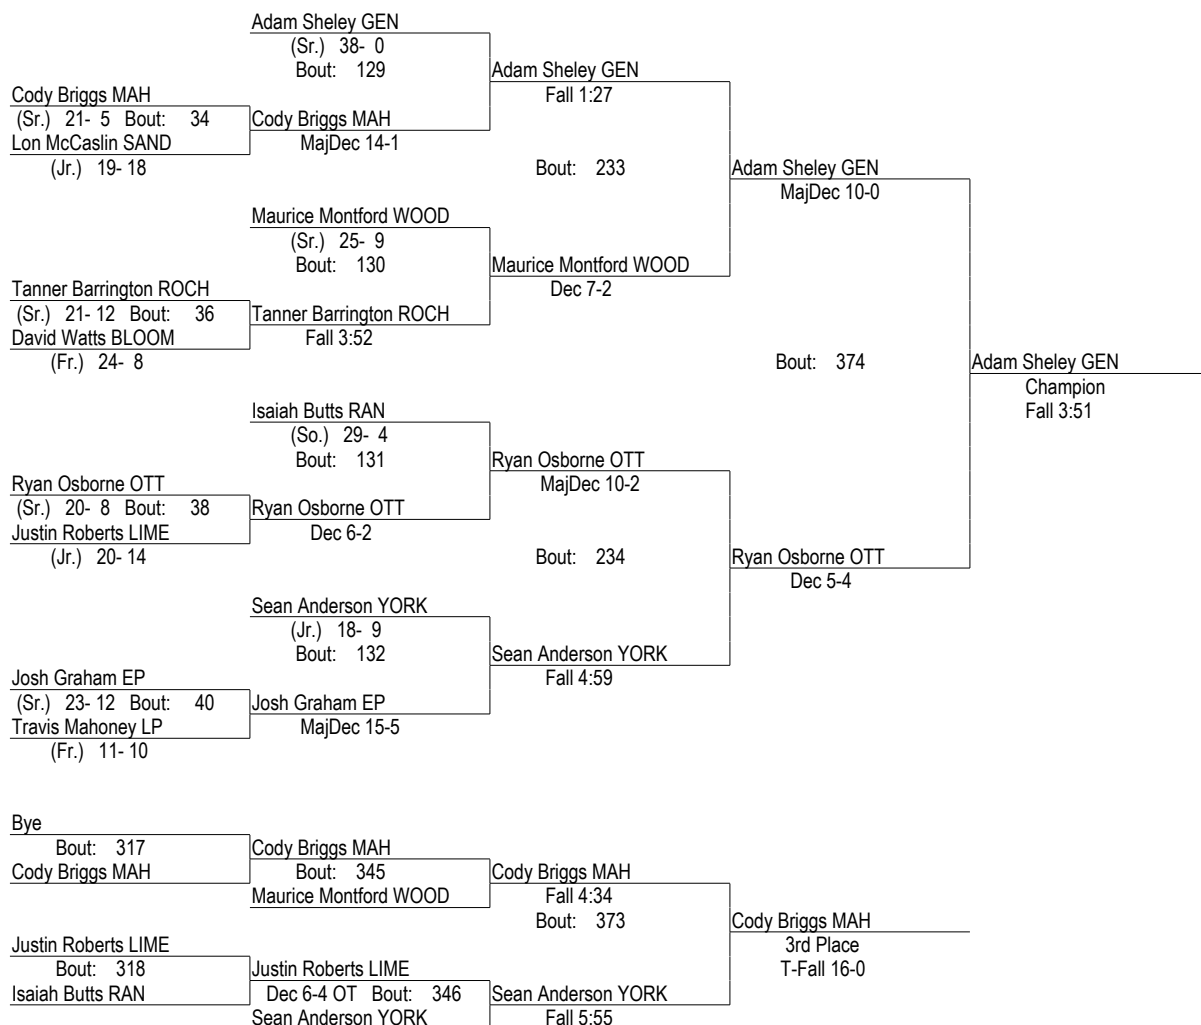 Adam Sheley GEN
(Sr.) 38- 0
Bout: 129
Adam Sheley GEN
Fall 1:27
Cody Briggs MAH
(Sr.) 21- 5 Bout: 34
Cody Briggs MAH
Lon McCaslin SAND
MajDec 14-1
(Jr.) 19- 18
Bout: 233
Adam Sheley GEN
MajDec 10-0
Maurice Montford WOOD
(Sr.) 25- 9
Bout: 130
Maurice Montford WOOD
Dec 7-2
Tanner Barrington ROCH
(Sr.) 21- 12 Bout: 36
Tanner Barrington ROCH
David Watts BLOOM
Fall 3:52
(Fr.) 24- 8
Bout: 374
Adam Sheley GEN
Champion
Fall 3:51
Isaiah Butts RAN
(So.) 29- 4
Bout: 131
Ryan Osborne OTT
MajDec 10-2
Ryan Osborne OTT
(Sr.) 20- 8 Bout: 38
Ryan Osborne OTT
Justin Roberts LIME
Dec 6-2
(Jr.) 20- 14
Bout: 234
Ryan Osborne OTT
Dec 5-4
Sean Anderson YORK
(Jr.) 18- 9
Bout: 132
Sean Anderson YORK
Fall 4:59
Josh Graham EP
(Sr.) 23- 12 Bout: 40
Josh Graham EP
Travis Mahoney LP
MajDec 15-5
(Fr.) 11- 10
Bye
Bout: 317
Cody Briggs MAH
Cody Briggs MAH
Bout: 345
Cody Briggs MAH
Maurice Montford WOOD
Fall 4:34
Bout: 373
Cody Briggs MAH
3rd Place
T-Fall 16-0
Justin Roberts LIME
Bout: 318
Justin Roberts LIME
Isaiah Butts RAN
Dec 6-4 OT Bout: 346
Sean Anderson YORK
Sean Anderson YORK
Fall 5:55